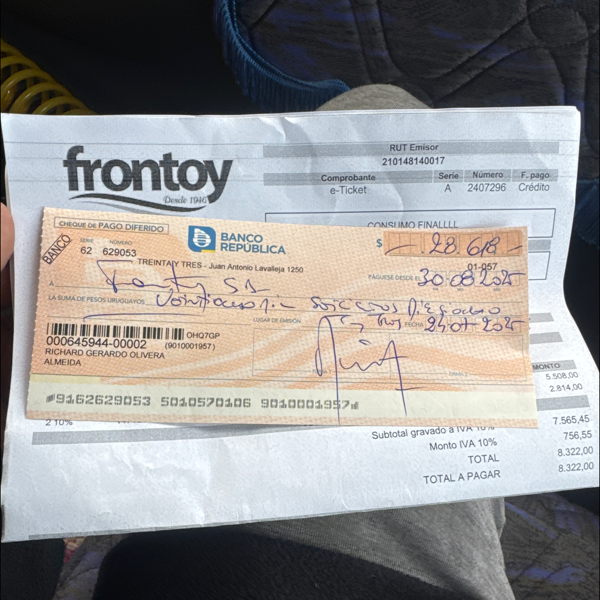 frontoy
Desde 1946
RUT Emisor
210148140017
Comprobante Serie Número F. pago
e-Ticket A 2407296 Crédito
CONSUMO FINALLLL
CHEQUE DE PAGO DIFERIDO
BANCO
SERIE NÚMERO
62 629053
BANCO
REPÚBLICA
$ 28.618
TREINTA Y TRES - Juan Antonio Lavalleja 1250
01-057
PÁGUESE DESDE EL 30-08-2025
A SA
LA SUMA DE PESOS URUGUAYOS Veintiocho mil Seiscientos Dieciocho
LUGAR DE EMISIÓN
FECHA 24-07-2025
OHQ7GP
000645944-00002 (9010001957)
RICHARD GERARDO OLIVERA
ALMEIDA
9162629053 5010570106 9010001957
MONTO
5.508,00
2.814,00
2 10%
Subtotal gravado a IVA 10% 7.565,45
Monto IVA 10% 756,55
TOTAL 8.322,00
TOTAL A PAGAR 8.322,00